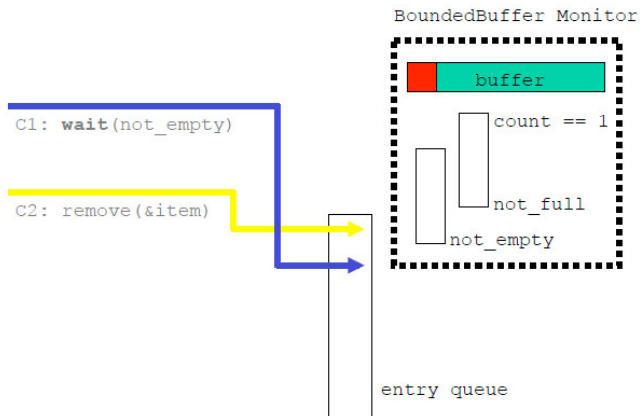 BoundedBuffer Monitor
buffer
C1: wait(not_empty)
count == 1
C2: remove(&item)
not_full
not_empty
entry queue